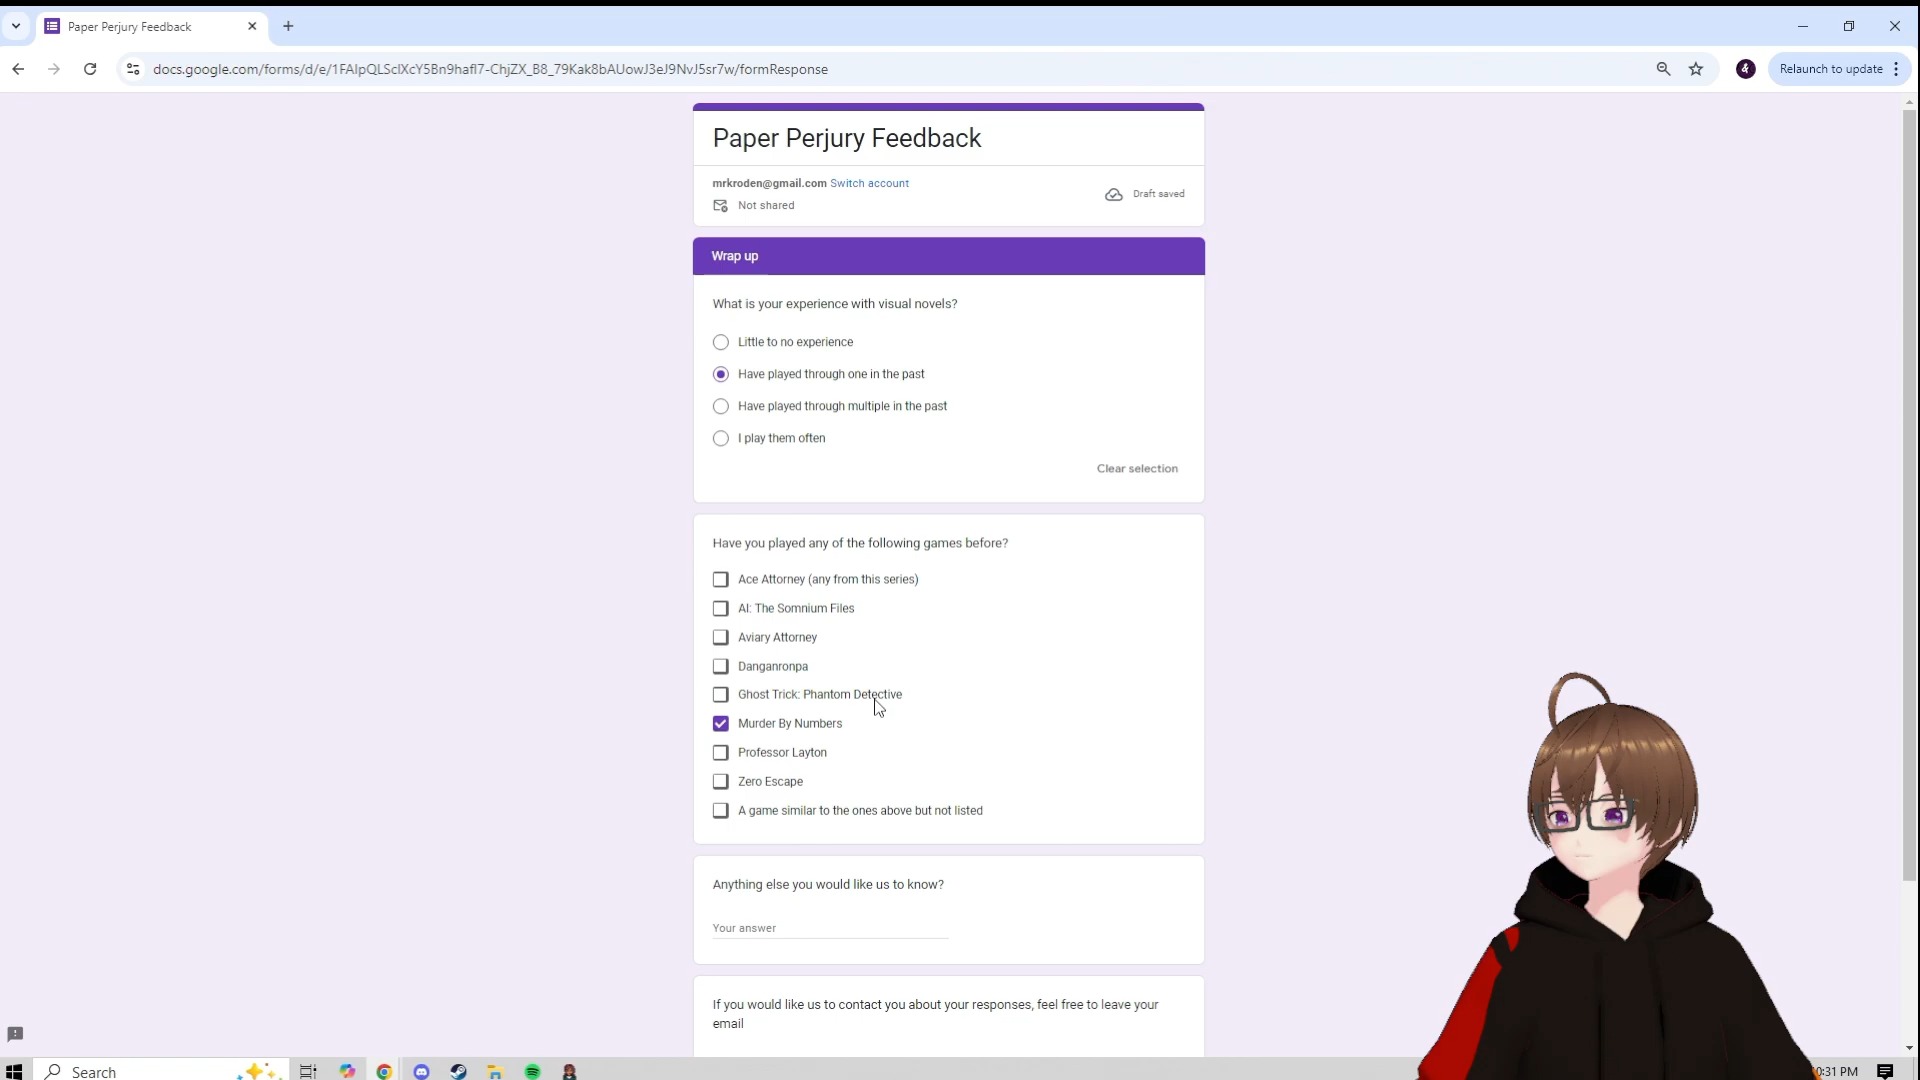 Paper Perjury Feedback
docs.google.com/forms/d/e/1FAIpQLSclXcY5Bn9hafI7-ChjZX_B8_79Kak8bAUowJ3eJ9NvJ5sr7w/formResponse
Relaunch to update
Paper Perjury Feedback
mrkroden@gmail.com Switch account
Draft saved
Not shared
Wrap up
What is your experience with visual novels?
Little to no experience
Have played through one in the past
Have played through multiple in the past
I play them often
Clear selection
Have you played any of the following games before?
Ace Attorney (any from this series)
AI: The Somnium Files
Aviary Attorney
Danganronpa
Ghost Trick: Phantom Detective
Murder By Numbers
Professor Layton
Zero Escape
A game similar to the ones above but not listed
Anything else you would like us to know?
Your answer
If you would like us to contact you about your responses, feel free to leave your
email
Search
0:31 PM